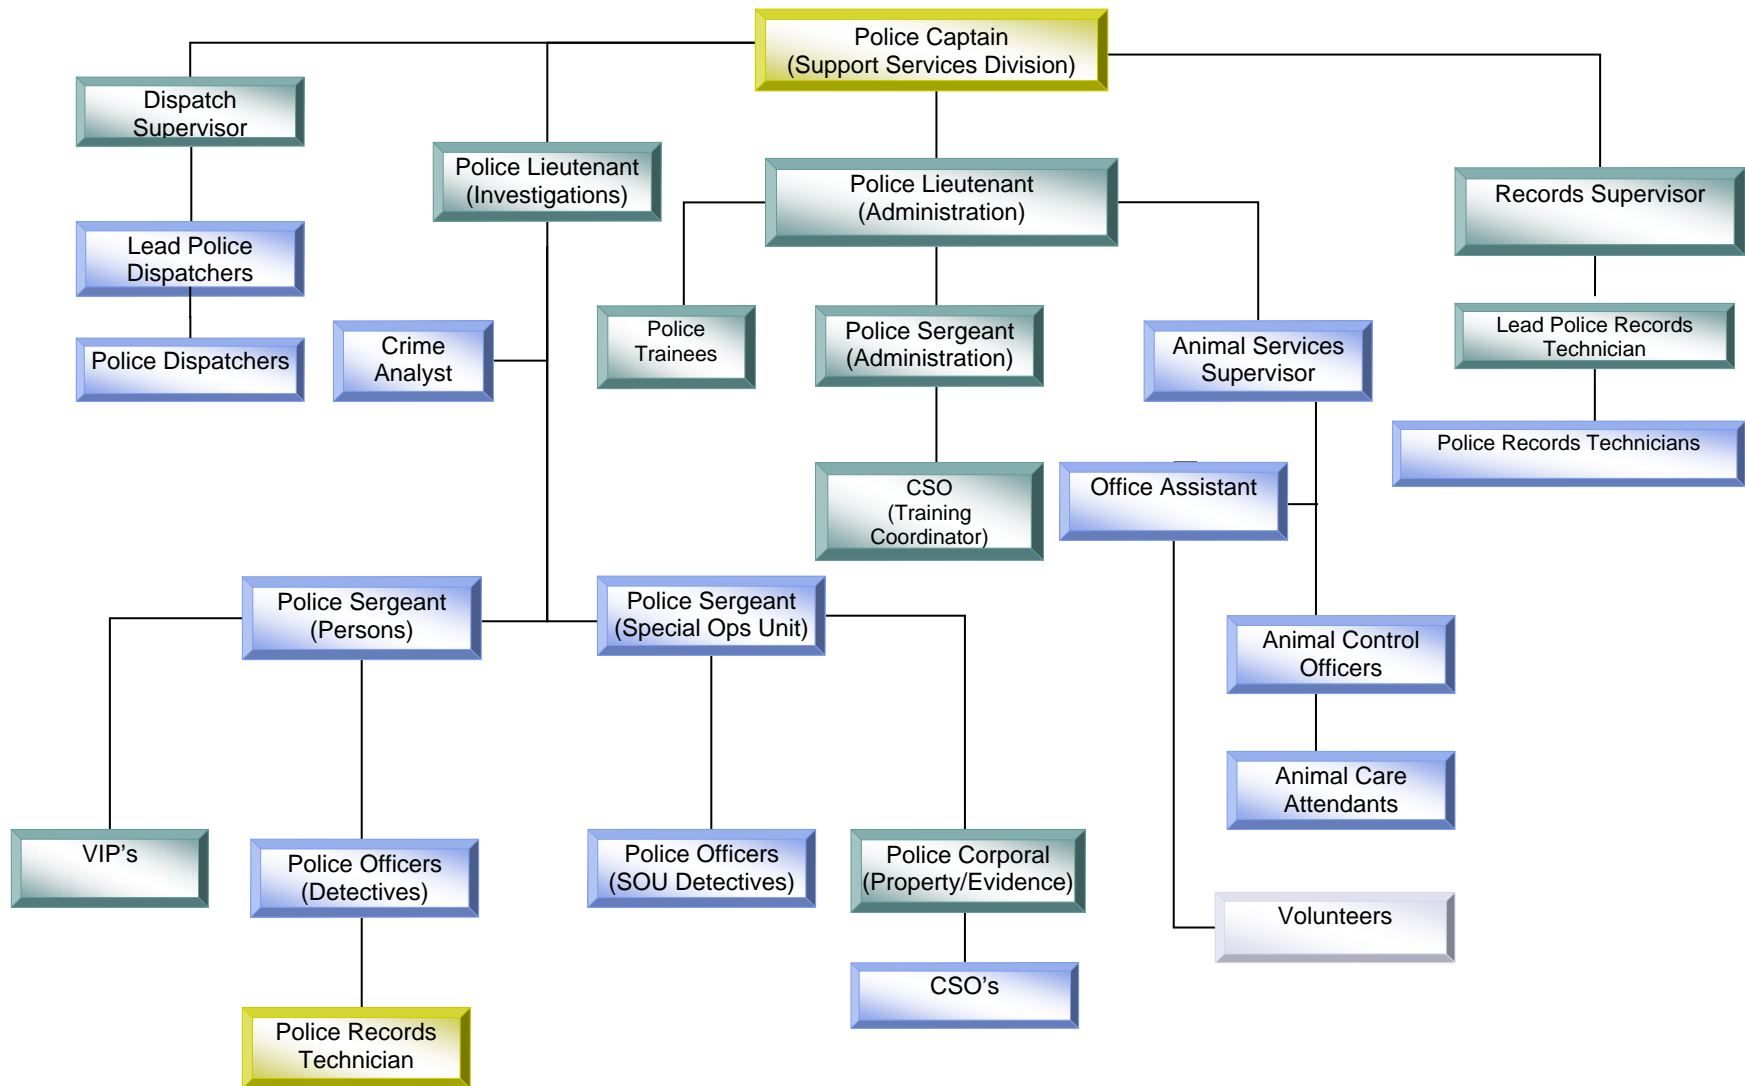 Police Captain
(Support Services Division)
Dispatch
Supervisor
Police Lieutenant
(Investigations)
Police Lieutenant
(Administration)
Records Supervisor
Lead Police
Dispatchers
Police Dispatchers
Crime
Analyst
Police
Trainees
Police Sergeant
(Administration)
Animal Services
Supervisor
Lead Police Records
Technician
Police Records Technicians
CSO
(Training
Coordinator)
Office Assistant
Police Sergeant
(Persons)
Police Sergeant
(Special Ops Unit)
Animal Control
Officers
Animal Care
Attendants
VIP’s
Police Officers
(Detectives)
Police Officers
(SOU Detectives)
Police Corporal
(Property/Evidence)
Volunteers
CSO’s
Police Records
Technician